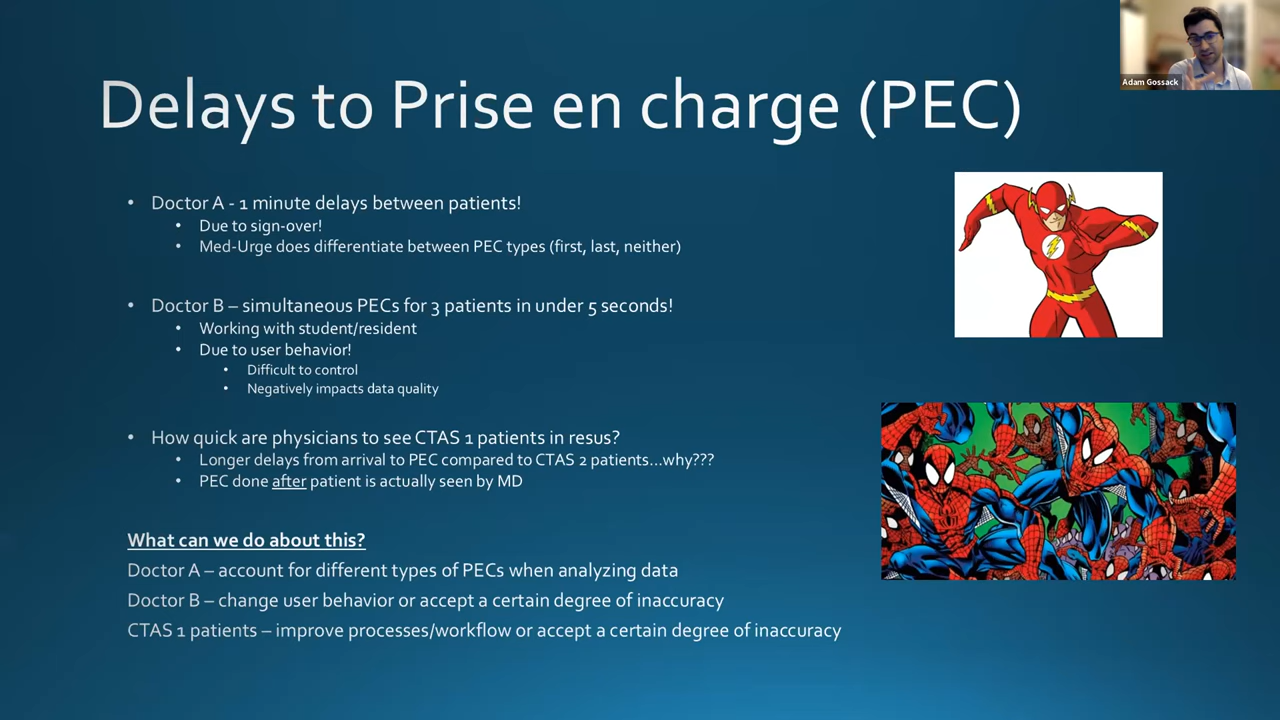 Adam Gossack
Delays to Prise en charge (PEC)
• Doctor A - 1 minute delays between patients!
• Due to sign-over!
• Med-Urge does differentiate between PEC types (first, last, neither)
• Doctor B – simultaneous PECs for 3 patients in under 5 seconds!
• Working with student/resident
• Due to user behavior!
• Difficult to control
• Negatively impacts data quality
• How quick are physicians to see CTAS 1 patients in resus?
• Longer delays from arrival to PEC compared to CTAS 2 patients...why???
• PEC done after patient is actually seen by MD
What can we do about this?
Doctor A – account for different types of PECs when analyzing data
Doctor B – change user behavior or accept a certain degree of inaccuracy
CTAS 1 patients – improve processes/workflow or accept a certain degree of inaccuracy